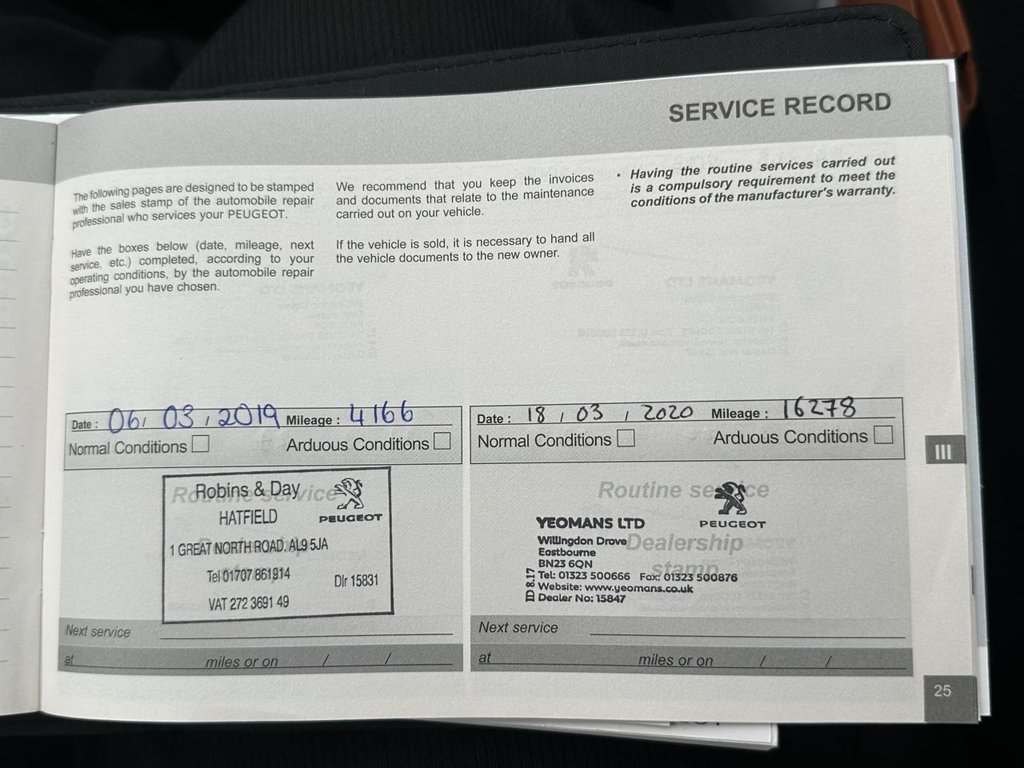 SERVICE RECORD
The following pages are designed to be stamped
with the sales stamp of the automobile repair
professional who services your PEUGEOT.
Have the boxes below (date, mileage, next
service, etc.) completed, according to your
operating conditions, by the automobile repair
professional you have chosen.
We recommend that you keep the invoices
and documents that relate to the maintenance
carried out on your vehicle.
If the vehicle is sold, it is necessary to hand all
the vehicle documents to the new owner.
• Having the routine services carried out
is a compulsory requirement to meet the
conditions of the manufacturer's warranty.
Date : 06 / 03 / 2019 Mileage : 4166
Normal Conditions Arduous Conditions
Routine service
Robins & Day
HATFIELD
PEUGEOT
1 GREAT NORTH ROAD. AL9 5JA
Tel 01707 861914
Dlr 15831
VAT 272 3691 49
Next service
at miles or on / /
Date : 18 / 03 / 2020 Mileage : 16278
Normal Conditions Arduous Conditions
Routine service
Dealership
stamp
PEUGEOT
YEOMANS LTD
Willingdon Drove
Eastbourne
BN23 6QN
Tel: 01323 500666 Fax: 01323 500876
Website: www.yeomans.co.uk
Dealer No: 15847
ID 8.17
Next service
at miles or on / /
III
25